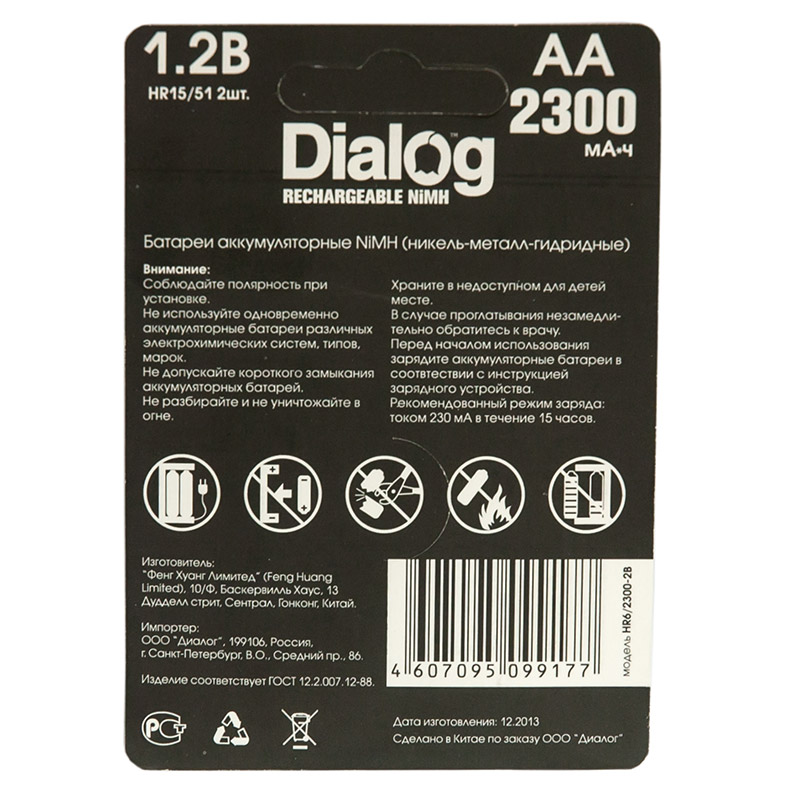 1.2В
HR15/51 2шт.
AA
2300
мА•ч
Dialog™
RECHARGEABLE NiMH
Батареи аккумуляторные NiMH (никель-металл-гидридные)
Внимание:
Соблюдайте полярность при
установке.
Не используйте одновременно
аккумуляторные батареи различных
электрохимических систем, типов,
марок.
Не допускайте короткого замыкания
аккумуляторных батарей.
Не разбирайте и не уничтожайте в
огне.
Храните в недоступном для детей
месте.
В случае проглатывания незамедли-
тельно обратитесь к врачу.
Перед началом использования
зарядите аккумуляторные батареи в
соответствии с инструкцией
зарядного устройства.
Рекомендованный режим заряда:
током 230 мА в течение 15 часов.
Изготовитель:
"Фенг Хуанг Лимитед" (Feng Huang
Limited), 10/Ф, Баскервилль Хаус, 13
Дудделл стрит, Сентрал, Гонконг, Китай.
Импортер:
ООО "Диалог", 199106, Россия,
г. Санкт-Петербург, В.О., Средний пр., 86.
Изделие соответствует ГОСТ 12.2.007.12-88.
4 607095 099177
модель HR6/2300-2B
РСТ
Дата изготовления: 12.2013
Сделано в Китае по заказу ООО "Диалог"